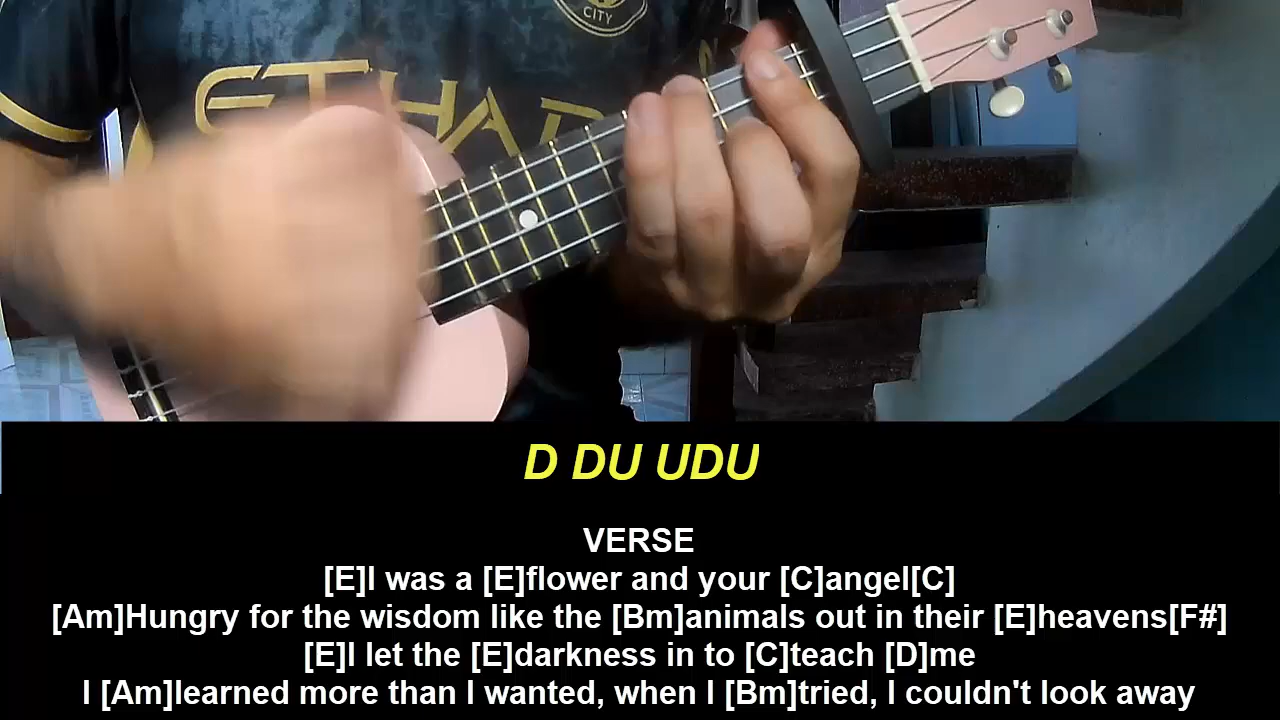 CITY
ETIHAD
D DU UDU
VERSE
[E]I was a [E]flower and your [C]angel[C]
[Am]Hungry for the wisdom like the [Bm]animals out in their [E]heavens[F#]
[E]I let the [E]darkness in to [C]teach [D]me
I [Am]learned more than I wanted, when I [Bm]tried, I couldn't look away